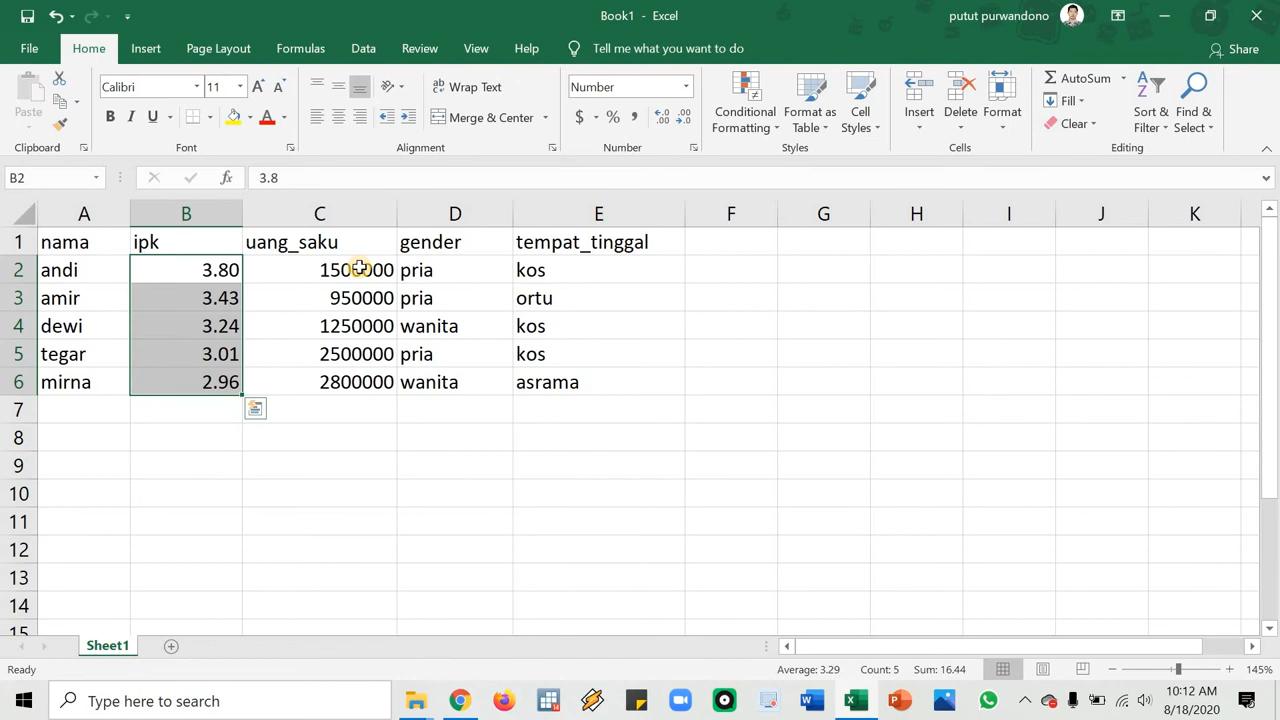 Book1 - Excel
putut purwandono
File Home Insert Page Layout Formulas Data Review View Help Tell me what you want to do Share
Paste
Calibri 11
B I U A
Wrap Text
Merge & Center
Number
$ % ,
Conditional Formatting
Format as Table
Cell Styles
Insert
Delete
Format
AutoSum
Fill
Clear
Sort & Filter
Find & Select
Clipboard Font Alignment Number Styles Cells Editing
B2 fx 3.8
A B C D E F G H I J K
1 nama ipk uang_saku gender tempat_tinggal
2 andi 3.80 1500000 pria kos
3 amir 3.43 950000 pria ortu
4 dewi 3.24 1250000 wanita kos
5 tegar 3.01 2500000 pria kos
6 mirna 2.96 2800000 wanita asrama
7
8
9
10
11
12
13
14
15
Sheet1
Ready Average: 3.29 Count: 5 Sum: 16.44 145%
Type here to search
10:12 AM
8/18/2020